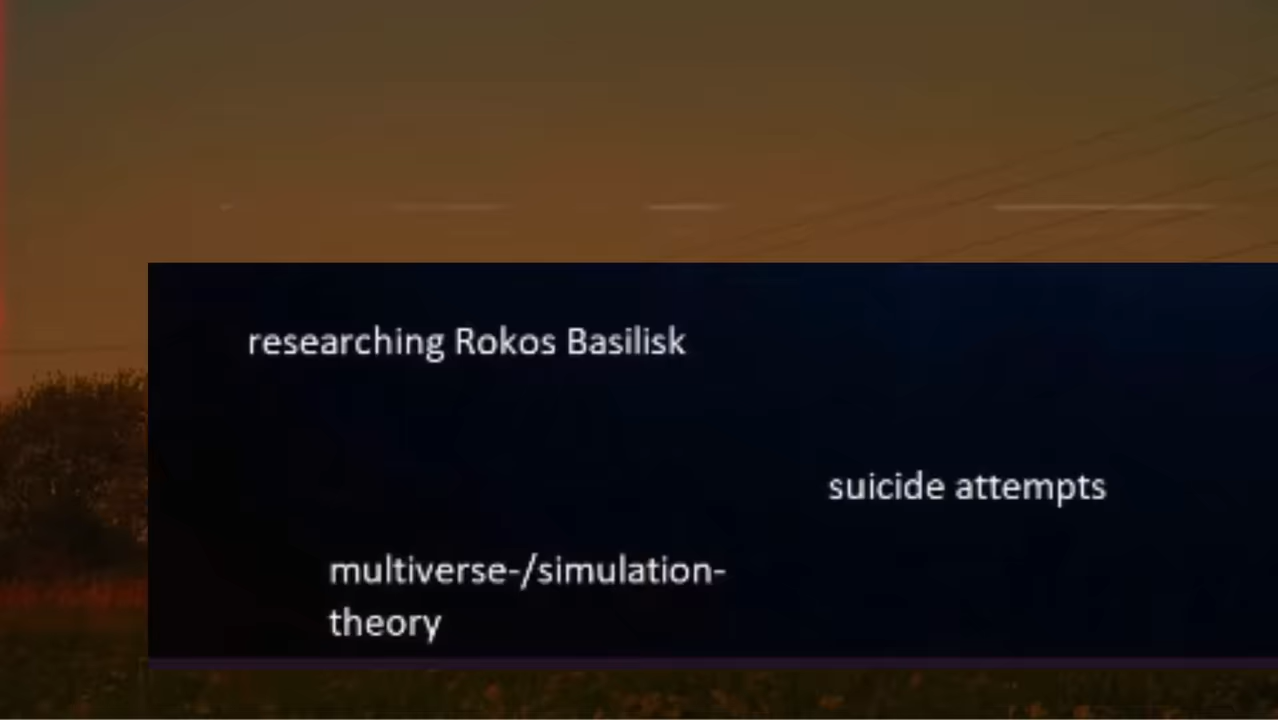 researching Rokos Basilisk
suicide attempts
multiverse-/simulation-
theory